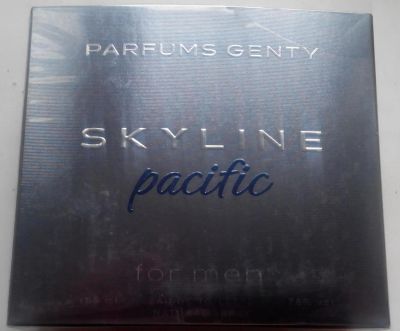 PARFUMS GENTY
SKYLINE
pacific
for men